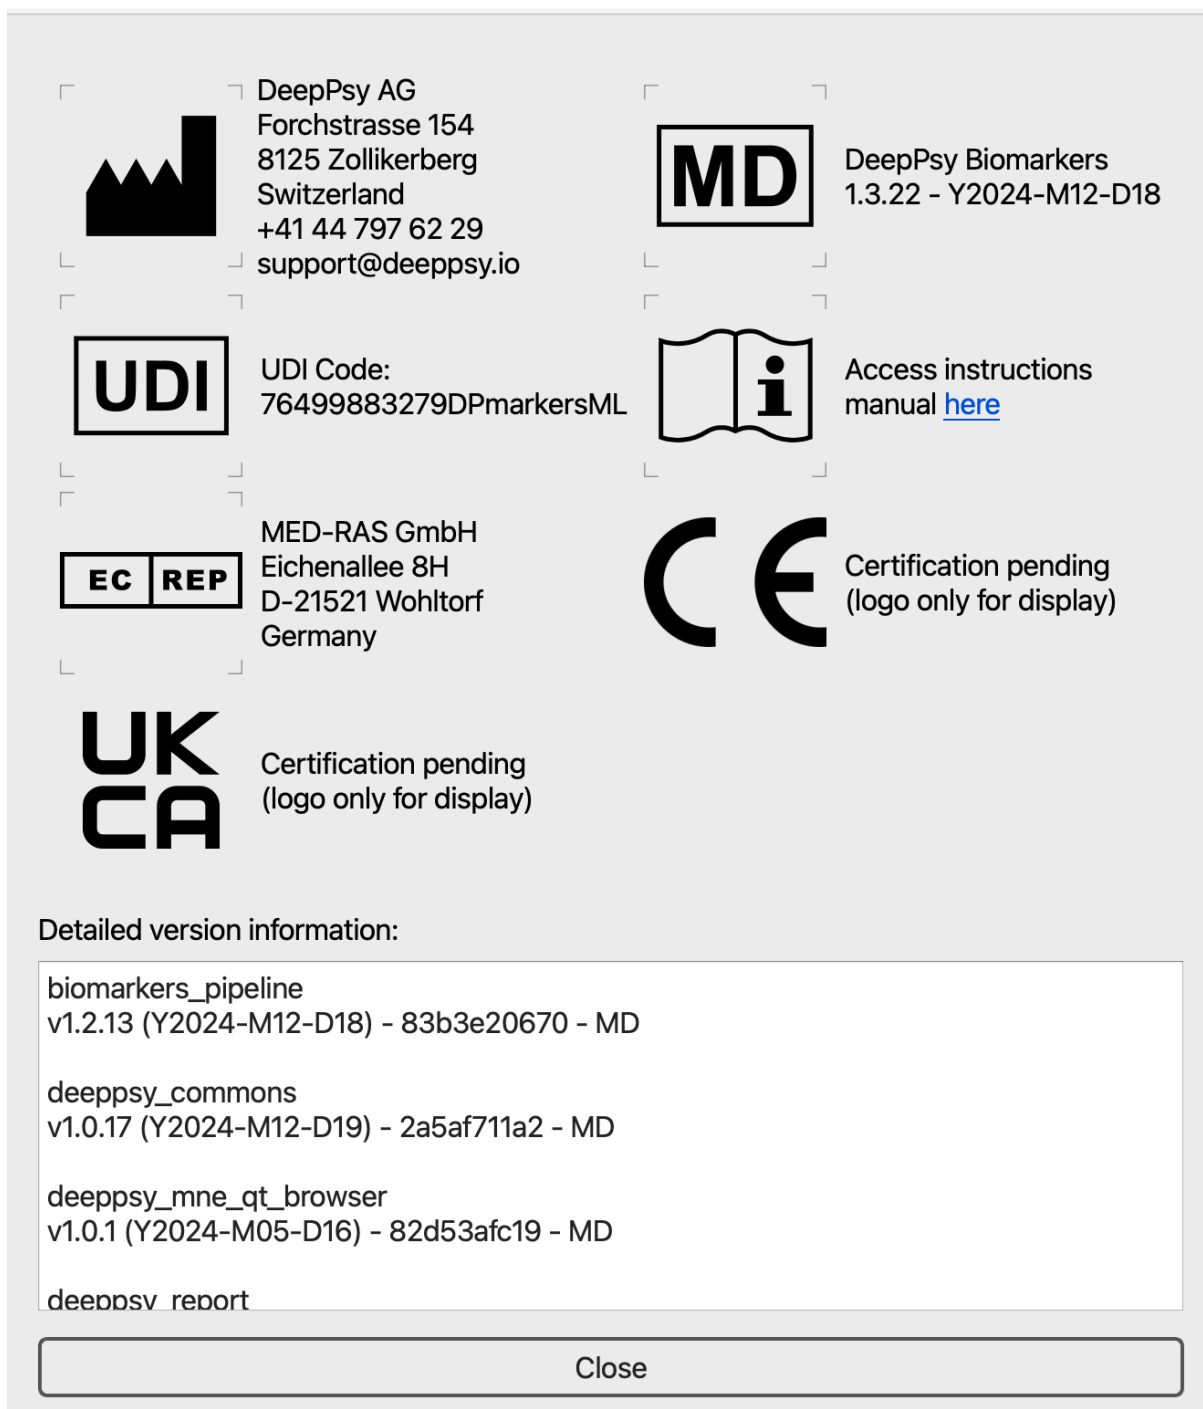 DeepPsy AG
Forchstrasse 154
8125 Zollikerberg
Switzerland
+41 44 797 62 29
support@deeppsy.io
MD
DeepPsy Biomarkers
1.3.22 - Y2024-M12-D18
UDI
UDI Code:
76499883279DPmarkersML
i
Access instructions
manual here
EC REP
MED-RAS GmbH
Eichenallee 8H
D-21521 Wohltorf
Germany
CE
Certification pending
(logo only for display)
UK
CA
Certification pending
(logo only for display)
Detailed version information:
biomarkers_pipeline
v1.2.13 (Y2024-M12-D18) - 83b3e20670 - MD
deeppsy_commons
v1.0.17 (Y2024-M12-D19) - 2a5af711a2 - MD
deeppsy_mne_qt_browser
v1.0.1 (Y2024-M05-D16) - 82d53afc19 - MD
deeppsy_report
Close